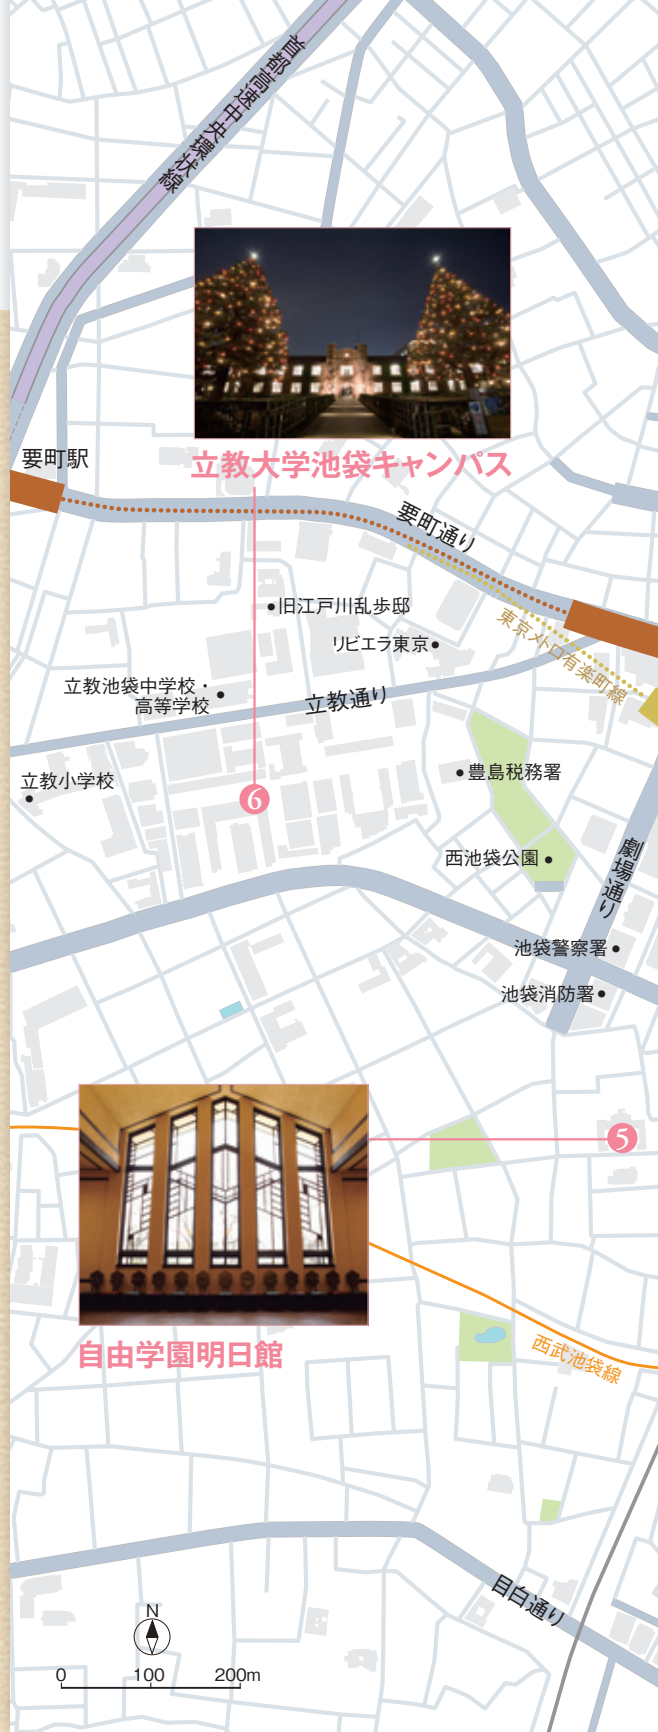 首都高速中央環状線
要町駅
立教大学池袋キャンパス
要町通り
旧江戸川乱歩邸
東京メトロ有楽町線
リビエラ東京
立教池袋中学校・
高等学校
立教通り
立教小学校
6
豊島税務署
西池袋公園
劇場通り
池袋警察署
池袋消防署
5
自由学園明日館
西武池袋線
目白通り
N
0 100 200m